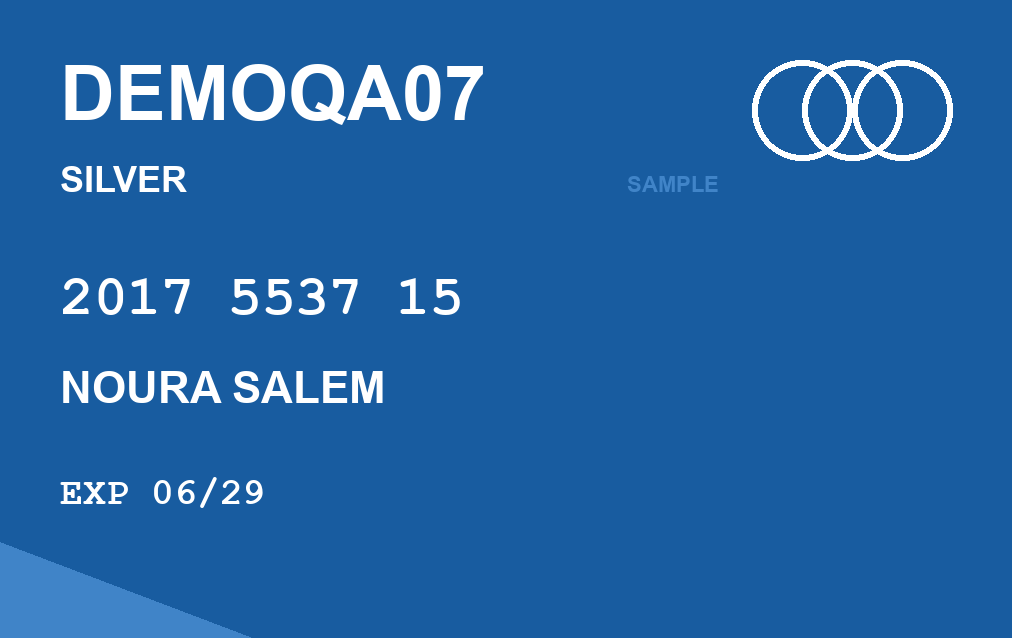 DEMOQA07
SILVER
SAMPLE
2017 5537 15
NOURA SALEM
EXP 06/29